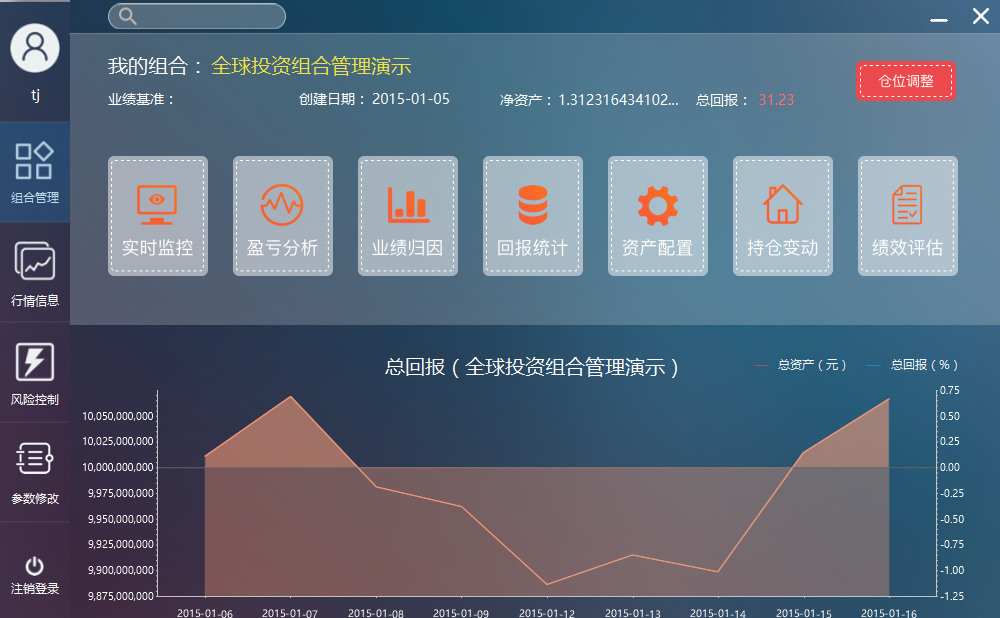 tj
组合管理
行情信息
风险控制
参数修改
注销登录
我的组合： 全球投资组合管理演示
业绩基准：
创建日期： 2015-01-05
净资产：1.312316434102...
总回报： 31.23
仓位调整
实时监控
盈亏分析
业绩归因
回报统计
资产配置
持仓变动
绩效评估
总回报（全球投资组合管理演示）
总资产（元）
总回报（%）
10,050,000,000
10,025,000,000
10,000,000,000
9,975,000,000
9,950,000,000
9,925,000,000
9,900,000,000
9,875,000,000
0.75
0.50
0.25
0.00
-0.25
-0.50
-0.75
-1.00
-1.25
2015-01-06
2015-01-07
2015-01-08
2015-01-09
2015-01-12
2015-01-13
2015-01-14
2015-01-15
2015-01-16